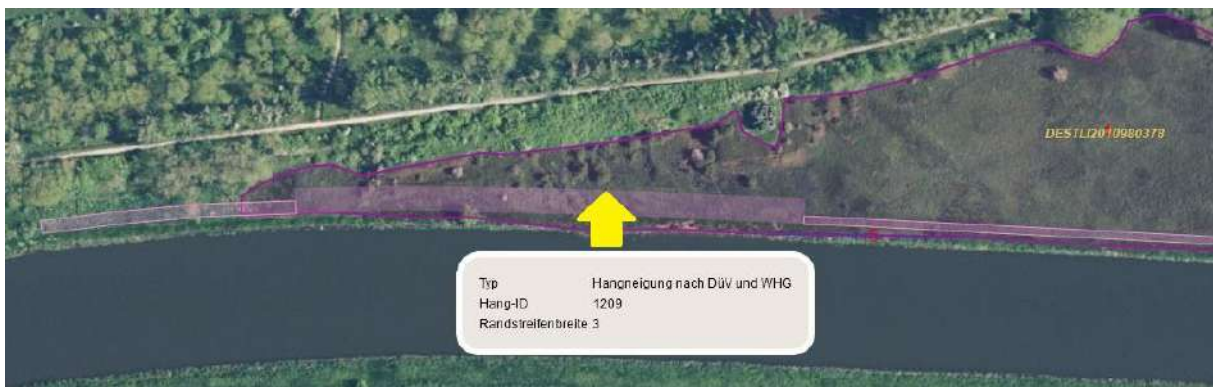 DESTLI2010980378
Typ Hangneigung nach DüV und WHG
Hang-ID 1209
Randstreifenbreite 3